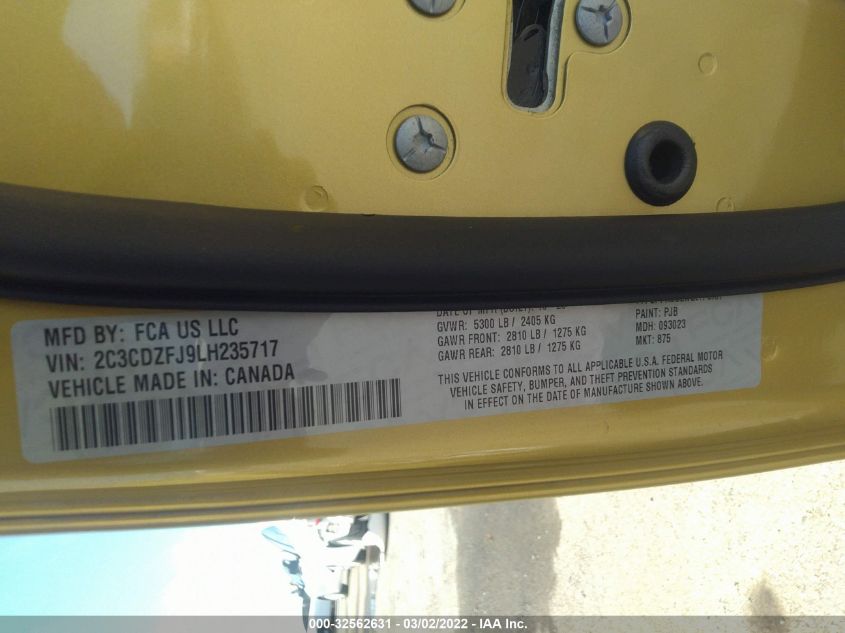 MFD BY: FCA US LLC
VIN: 2C3CDZFJ9LH235717
VEHICLE MADE IN: CANADA
GVWR: 5300 LB / 2405 KG
GAWR FRONT: 2810 LB / 1275 KG
GAWR REAR: 2810 LB / 1275 KG
PAINT: PJB
MDH: 093023
MKT: 875
THIS VEHICLE CONFORMS TO ALL APPLICABLE U.S.A. FEDERAL MOTOR
VEHICLE SAFETY, BUMPER, AND THEFT PREVENTION STANDARDS
IN EFFECT ON THE DATE OF MANUFACTURE SHOWN ABOVE.
000-32562631 - 03/02/2022 - IAA Inc.